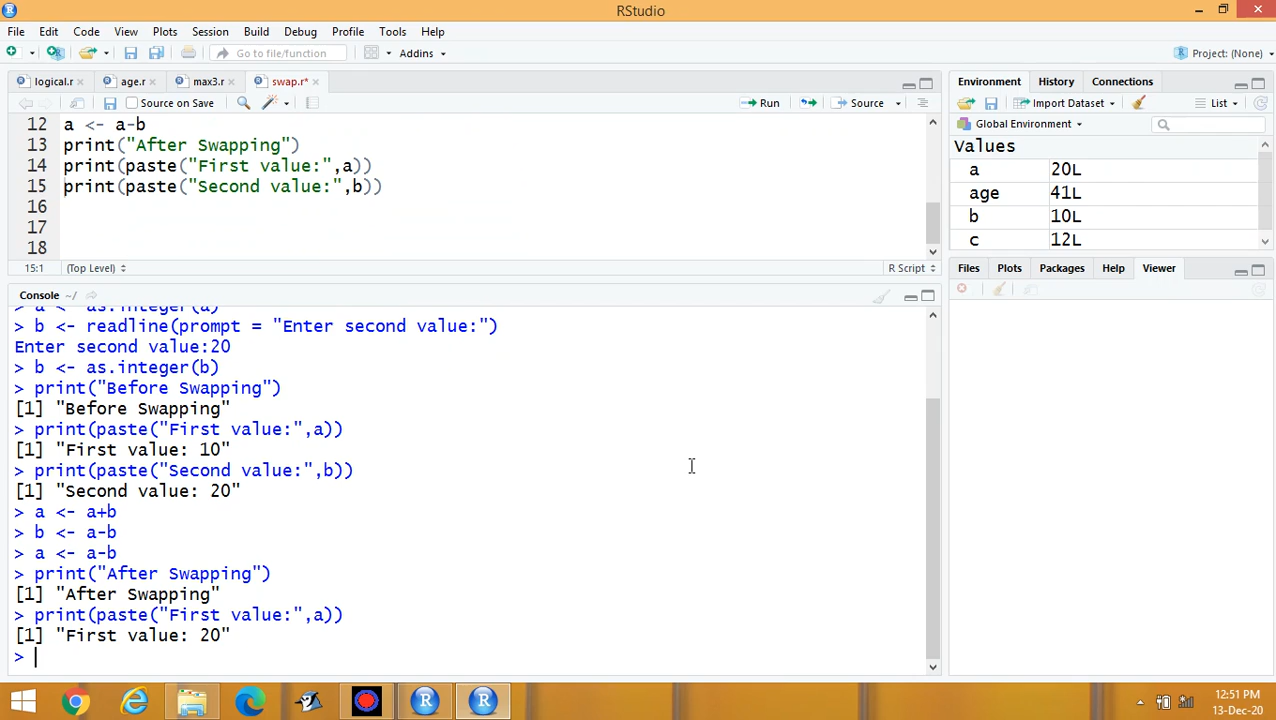 RStudio
File Edit Code View Plots Session Build Debug Profile Tools Help
Go to file/function Addins Project: (None)
logical.r age.r max3.r swap.r*
Source on Save Run Source
12 a <- a-b
13 print("After Swapping")
14 print(paste("First value:",a))
15 print(paste("Second value:",b))
16
17
18
15:1 (Top Level) R Script
Console ~/
> a <- as.integer(a)
> b <- readline(prompt = "Enter second value:")
Enter second value:20
> b <- as.integer(b)
> print("Before Swapping")
[1] "Before Swapping"
> print(paste("First value:",a))
[1] "First value: 10"
> print(paste("Second value:",b))
[1] "Second value: 20"
> a <- a+b
> b <- a-b
> a <- a-b
> print("After Swapping")
[1] "After Swapping"
> print(paste("First value:",a))
[1] "First value: 20"
>
Environment History Connections
Import Dataset List
Global Environment
Values
a 20L
age 41L
b 10L
c 12L
Files Plots Packages Help Viewer
12:51 PM
13-Dec-20